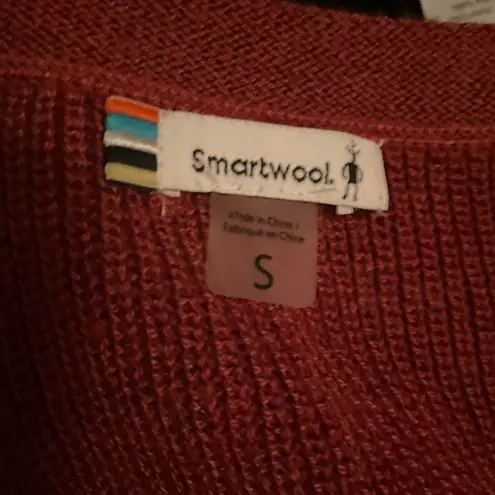 Smartwool.
Made in China /
Fabriqué en Chine
S